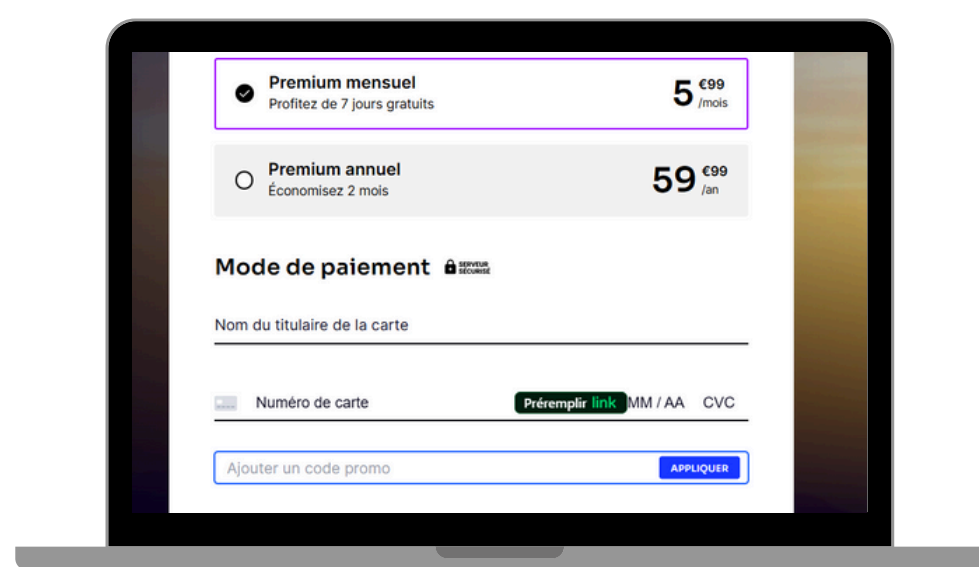 Premium mensuel
Profitez de 7 jours gratuits
5 €99
/mois
Premium annuel
Économisez 2 mois
59 €99
/an
Mode de paiement SERVEUR
SÉCURISÉ
Nom du titulaire de la carte
Numéro de carte Préremplir link MM / AA CVC
Ajouter un code promo APPLIQUER